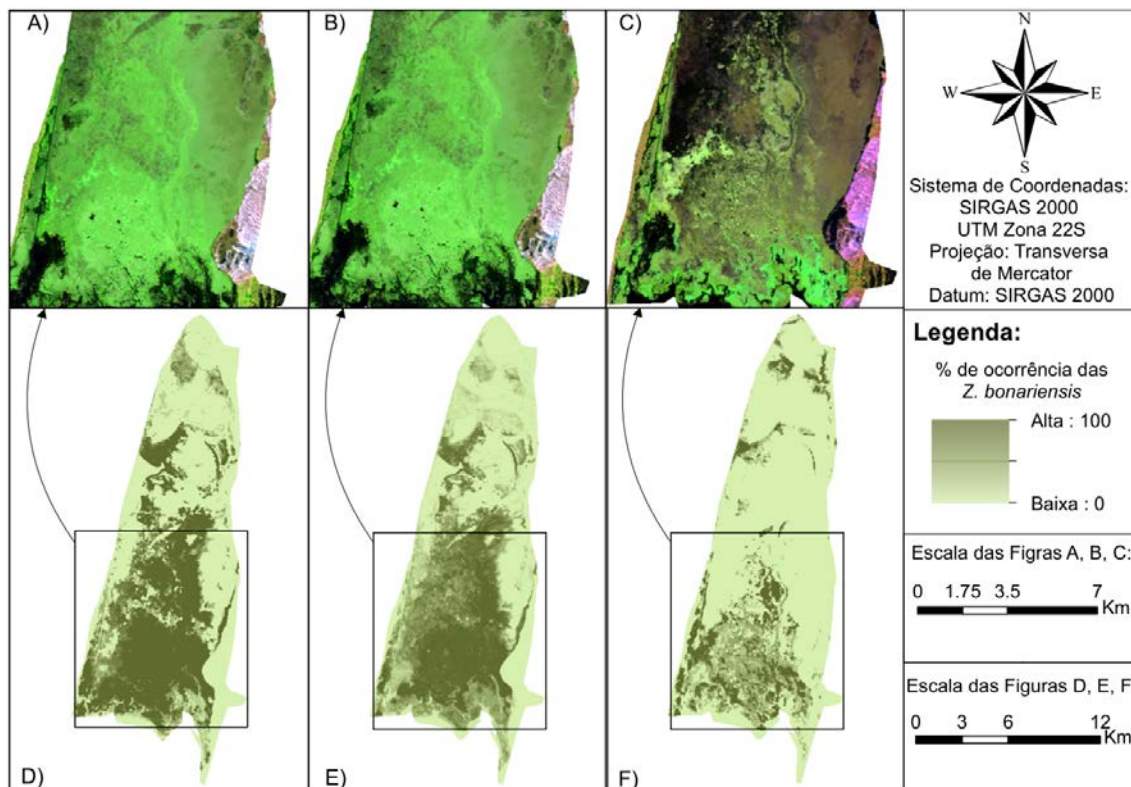 A)
B)
C)
N
W
E
S
Sistema de Coordenadas:
SIRGAS 2000
UTM Zona 22S
Projeção: Transversa
de Mercator
Datum: SIRGAS 2000
D)
E)
F)
Legenda:
% de ocorrência das
Z. bonariensis
Alta : 100
Baixa : 0
Escala das Figras A, B, C:
0 1.75 3.5 7
Km
Escala das Figuras D, E, F
0 3 6 12
Km